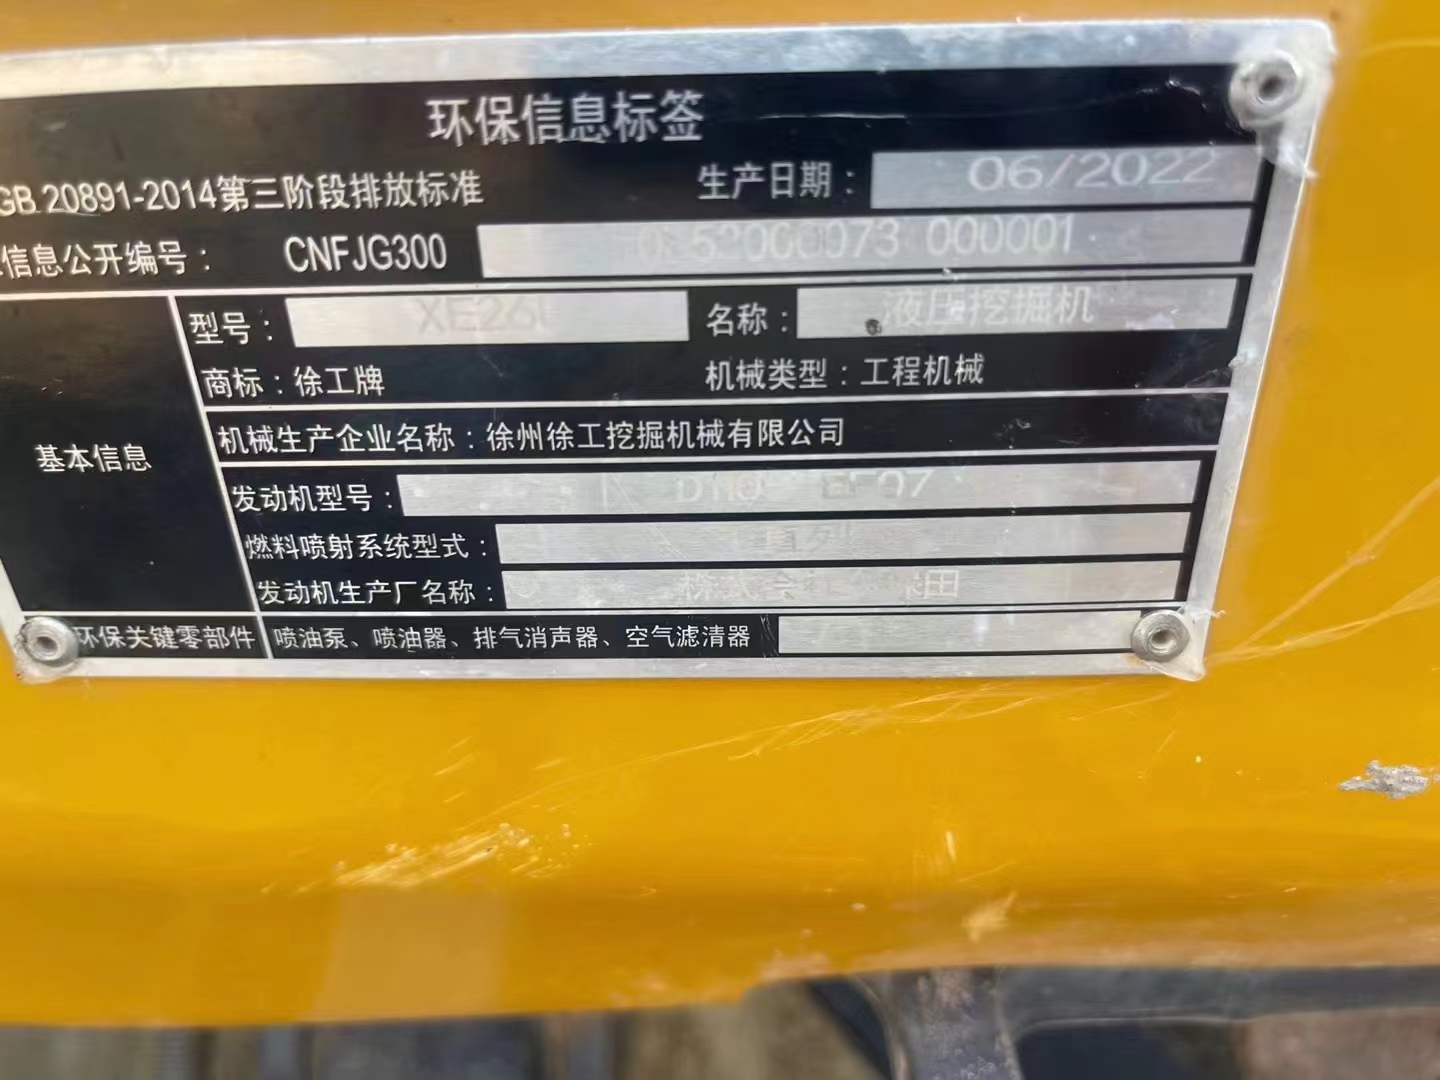 环保信息标签
GB 20891-2014第三阶段排放标准 生产日期： 06/2022
信息公开编号： CNFJG300 000001
型号： 名称： 液压挖掘机
商标：徐工牌 机械类型：工程机械
机械生产企业名称：徐州徐工挖掘机械有限公司
基本信息
发动机型号：
燃料喷射系统型式：
发动机生产厂名称：
环保关键零部件 喷油泵、喷油器、排气消声器、空气滤清器